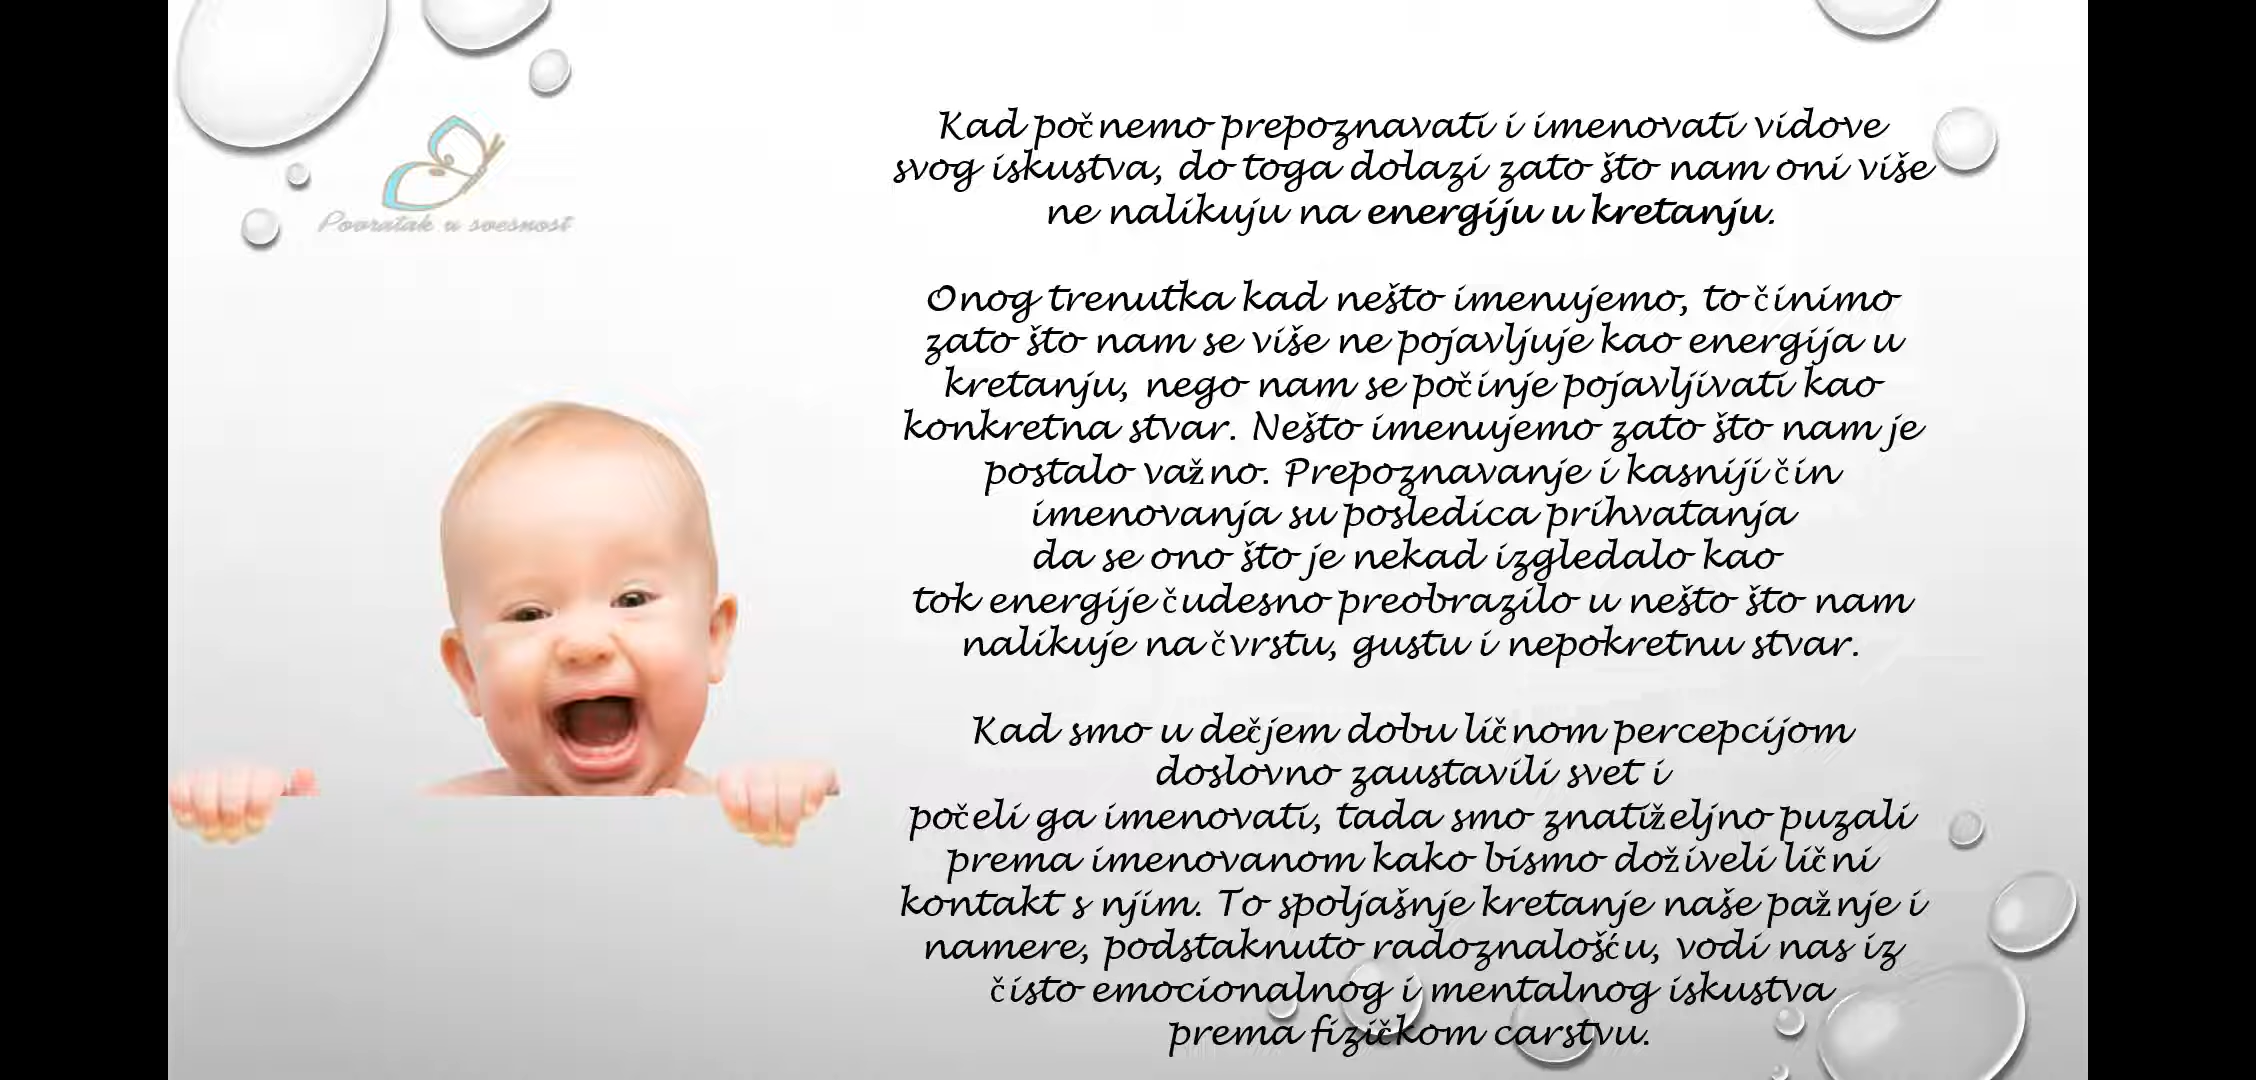 Povratak u svesnost
Kad počnemo prepoznavati i imenovati vidove
svog iskustva, do toga dolazi zato što nam oni više
ne nalikuju na energiju u kretanju.
Onog trenutka kad nešto imenujemo, to činimo
zato što nam se više ne pojavljuje kao energija u
kretanju, nego nam se počinje pojavljivati kao
konkretna stvar. Nešto imenujemo zato što nam je
postalo važno. Prepoznavanje i kasniji čin
imenovanja su posledica prihvatanja
da se ono što je nekad izgledalo kao
tok energije čudesno preobrazilo u nešto što nam
nalikuje na čvrstu, gustu i nepokretnu stvar.
Kad smo u dečjem dobu ličnom percepcijom
doslovno zaustavili svet i
počeli ga imenovati, tada smo znatiželjno puzali
prema imenovanom kako bismo doživeli lični
kontakt s njim. To spoljašnje kretanje naše pažnje i
namere, podstaknuto radoznalošću, vodi nas iz
čisto emocionalnog i mentalnog iskustva
prema fizičkom carstvu.